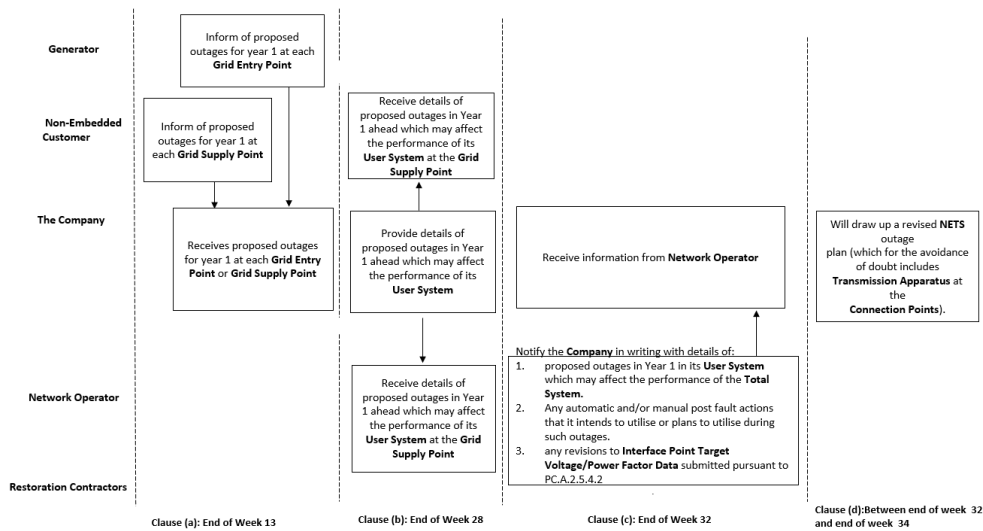 Generator
Inform of proposed
outages for year 1 at each
Grid Entry Point
Non-Embedded
Customer
Inform of proposed
outages for year 1 at
each Grid Supply Point
Receive details of
proposed outages in Year
1 ahead which may affect
the performance of its
User System at the Grid
Supply Point
The Company
Receives proposed outages
for year 1 at each Grid Entry
Point or Grid Supply Point
Provide details of
proposed outages in Year
1 ahead which may affect
the performance of its
User System
Receive information from Network Operator
Will draw up a revised NETS
outage
plan (which for the avoidance
of doubt includes
Transmission Apparatus at
the
Connection Points).
Network Operator
Receive details of
proposed outages in Year
1 ahead which may affect
the performance of its
User System at the Grid
Supply Point
Notify the Company in writing with details of:
1. proposed outages in Year 1 in its User System
which may affect the performance of the Total
System.
2. Any automatic and/or manual post fault actions
that it intends to utilise or plans to utilise during
such outages.
3. any revisions to Interface Point Target
Voltage/Power Factor Data submitted pursuant to
PC.A.2.5.4.2
Restoration Contractors
Clause (a): End of Week 13
Clause (b): End of Week 28
Clause (c): End of Week 32
Clause (d):Between end of week 32
and end of week 34